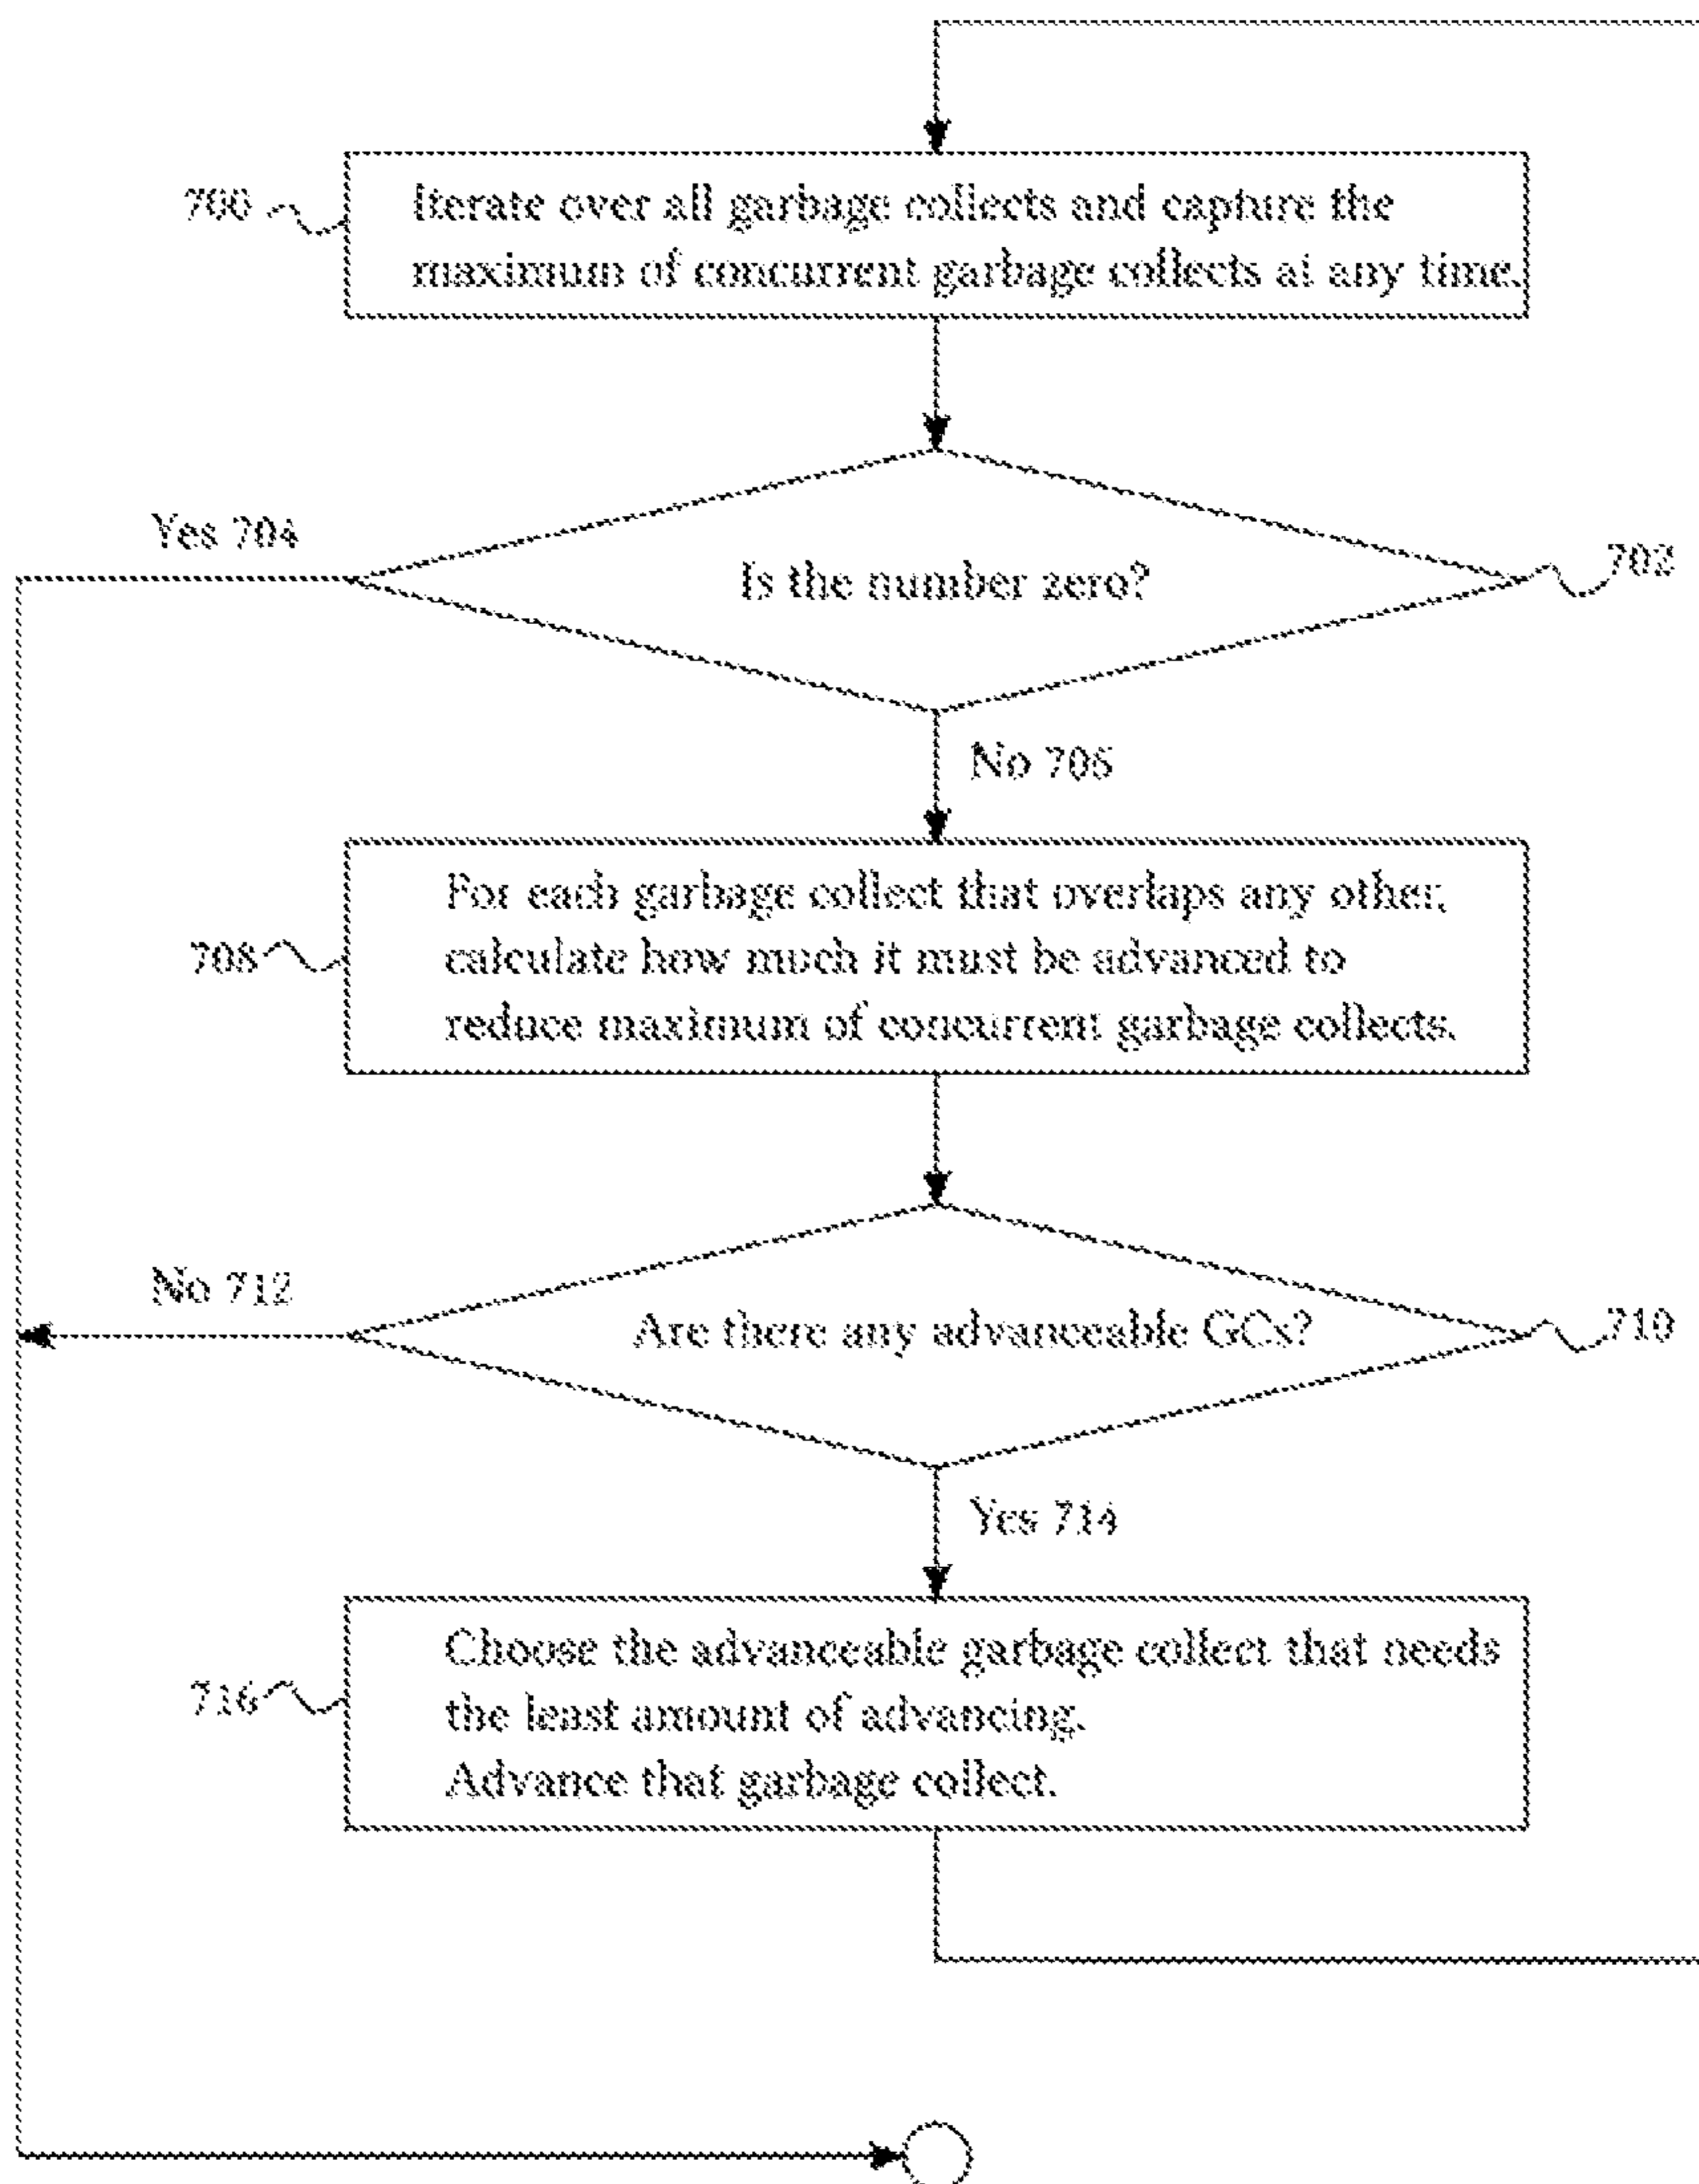 700
Iterate over all garbage collects and capture the
maximum of concurrent garbage collects at any time.
Yes 704
Is the number zero?
702
No 706
For each garbage collect that overlaps any other,
708
calculate how much it must be advanced to
reduce maximum of concurrent garbage collects.
No 712
Are there any advanceable GCs?
710
Yes 714
Choose the advanceable garbage collect that needs
716
the least amount of advancing.
Advance that garbage collect.